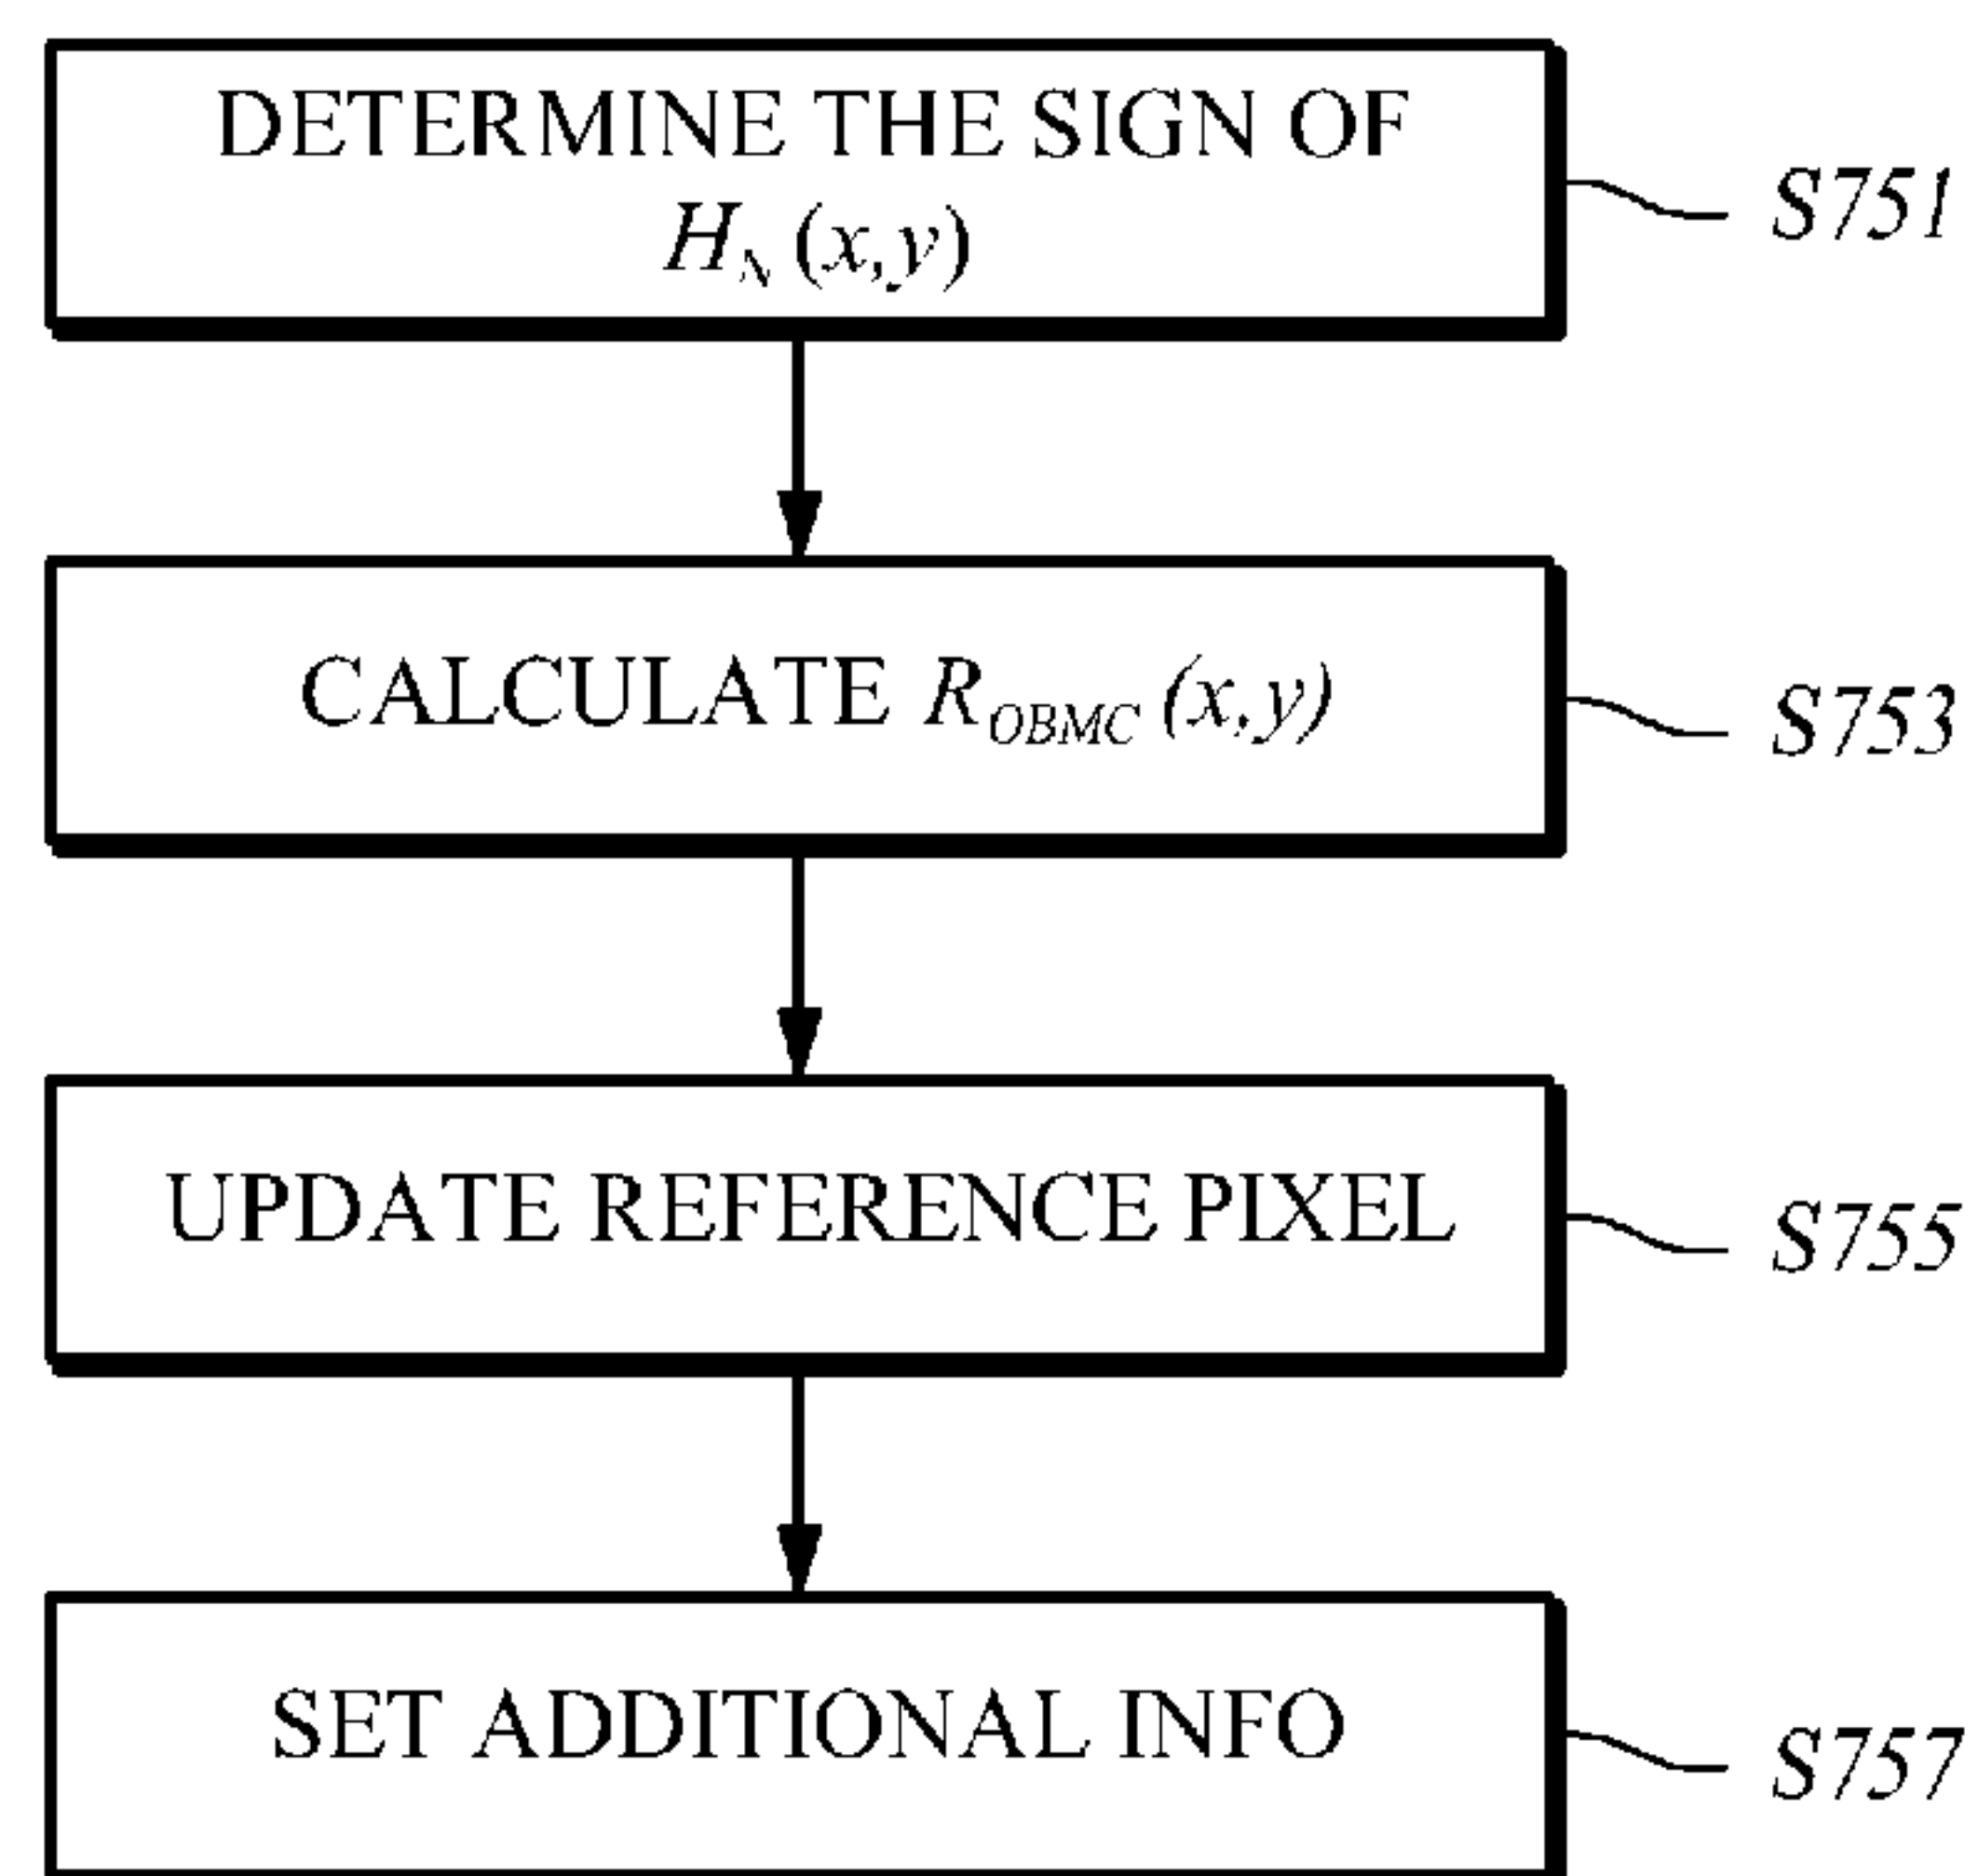 DETERMINE THE SIGN OF
H_N (x,y)
S751
CALCULATE R_OBMC (x,y)
S753
UPDATE REFERENCE PIXEL
S755
SET ADDITIONAL INFO
S757